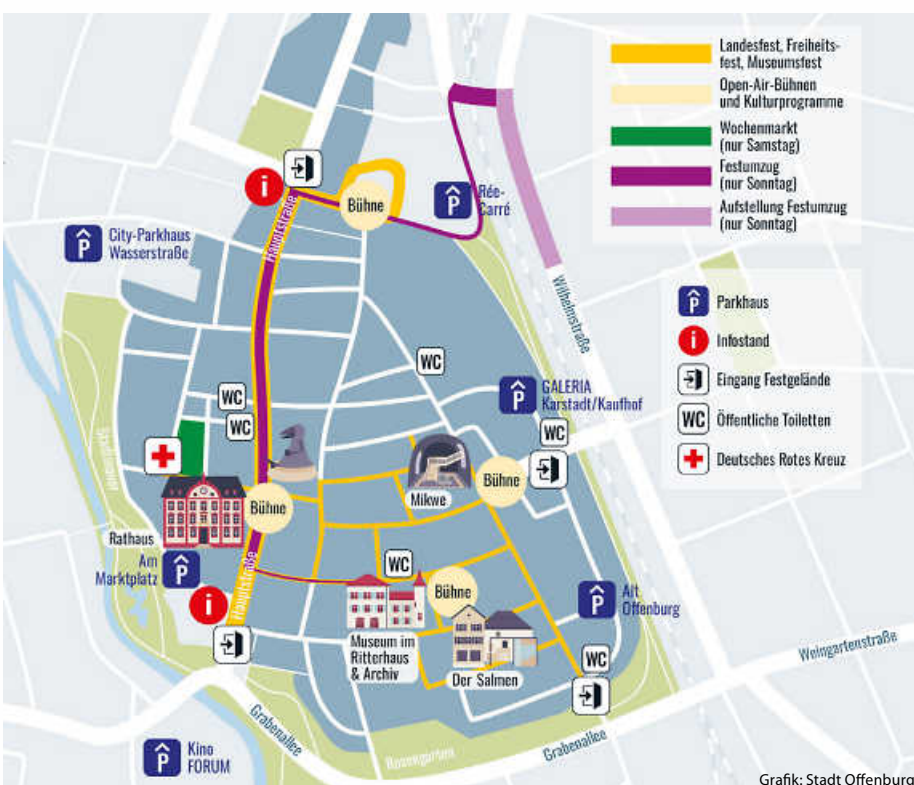 Landesfest, Freiheits-
fest, Museumsfest
Open-Air-Bühnen
und Kulturprogramme
Wochenmarkt
(nur Samstag)
Festumzug
(nur Sonntag)
Aufstellung Festumzug
(nur Sonntag)
P
Parkhaus
i
Infostand
Eingang Festgelände
WC
Öffentliche Toiletten
Deutsches Rotes Kreuz
i
Hauptstraße
Bühne
P
Rée-
Carré
P
City-Parkhaus
Wasserstraße
Wilhelmstraße
WC
P
GALERIA
Karstadt/Kaufhof
WC
WC
WC
Mikwe
Bühne
Bühne
Rathaus
P
Am
Marktplatz
i
Hauptstraße
WC
Bühne
Museum im
Ritterhaus
& Archiv
Der Salmen
P
Alt
Offenburg
WC
Weingartenstraße
Grabenallee
Grabenallee
Rosengarten
P
Kino
FORUM
Grafik: Stadt Offenburg